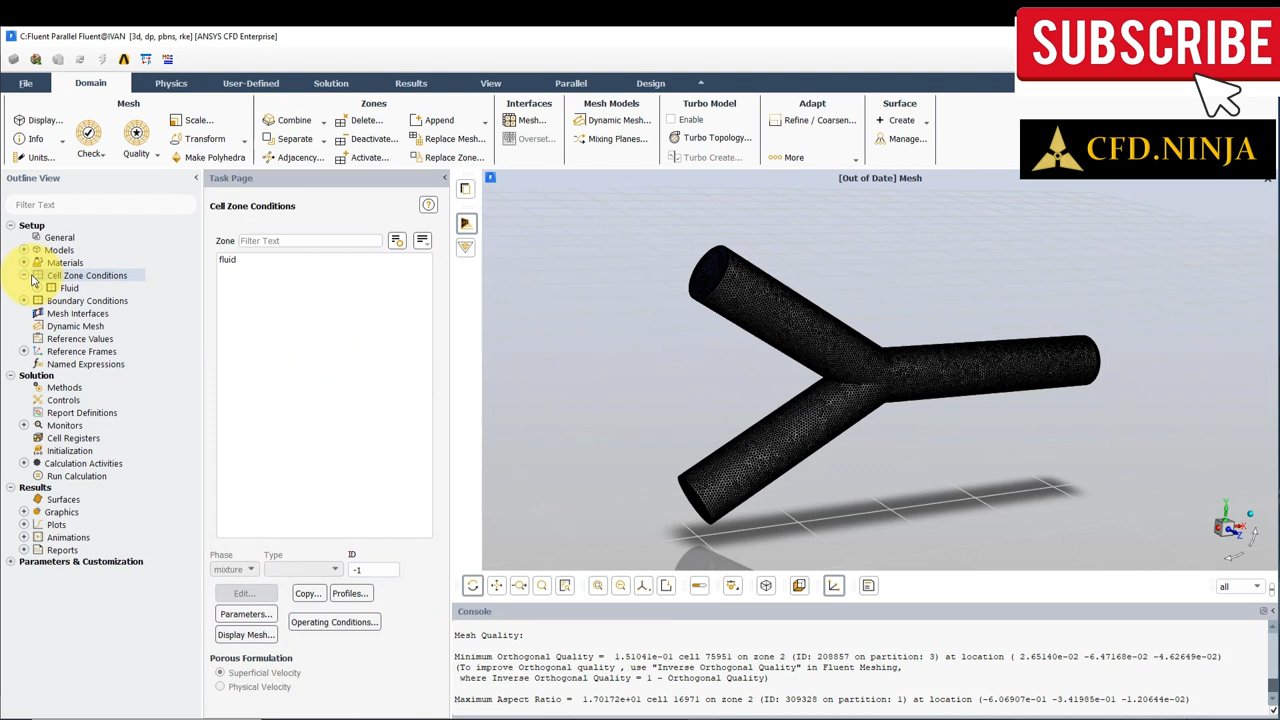 C:Fluent Parallel Fluent@IVAN [3d, dp, pbns, rke] [ANSYS CFD Enterprise]
SUBSCRIBE
CFD.NINJA
File Domain Physics User-Defined Solution Results View Parallel Design
Mesh Zones Interfaces Mesh Models Turbo Model Adapt Surface
Display... Scale... Combine Delete... Append Mesh... Dynamic Mesh... Enable Refine / Coarsen... Create
Info Transform Separate Deactivate... Replace Mesh... Overset... Mixing Planes... Turbo Topology... Manage...
Units... Check Quality Make Polyhedra Adjacency... Activate... Replace Zone... Turbo Create... More
Outline View
Filter Text
Setup
General
Models
Materials
Cell Zone Conditions
Fluid
Boundary Conditions
Mesh Interfaces
Dynamic Mesh
Reference Values
Reference Frames
Named Expressions
Solution
Methods
Controls
Report Definitions
Monitors
Cell Registers
Initialization
Calculation Activities
Run Calculation
Results
Surfaces
Graphics
Plots
Animations
Reports
Parameters & Customization
Task Page
Cell Zone Conditions
Zone Filter Text
fluid
Phase Type ID
mixture -1
Edit... Copy... Profiles...
Parameters... Operating Conditions...
Display Mesh...
Porous Formulation
Superficial Velocity
Physical Velocity
[Out of Date] Mesh
Y
X
Z
all
Console
Mesh Quality:
Minimum Orthogonal Quality = 1.51041e-01 cell 75951 on zone 2 (ID: 208857 on partition: 3) at location ( 2.65140e-02 -6.47168e-02 -4.62649e-02)
(To improve Orthogonal quality , use "Inverse Orthogonal Quality" in Fluent Meshing,
where Inverse Orthogonal Quality = 1 - Orthogonal Quality)
Maximum Aspect Ratio = 1.70172e+01 cell 16971 on zone 2 (ID: 309328 on partition: 1) at location (-6.06907e-01 -3.41985e-01 -1.20644e-02)